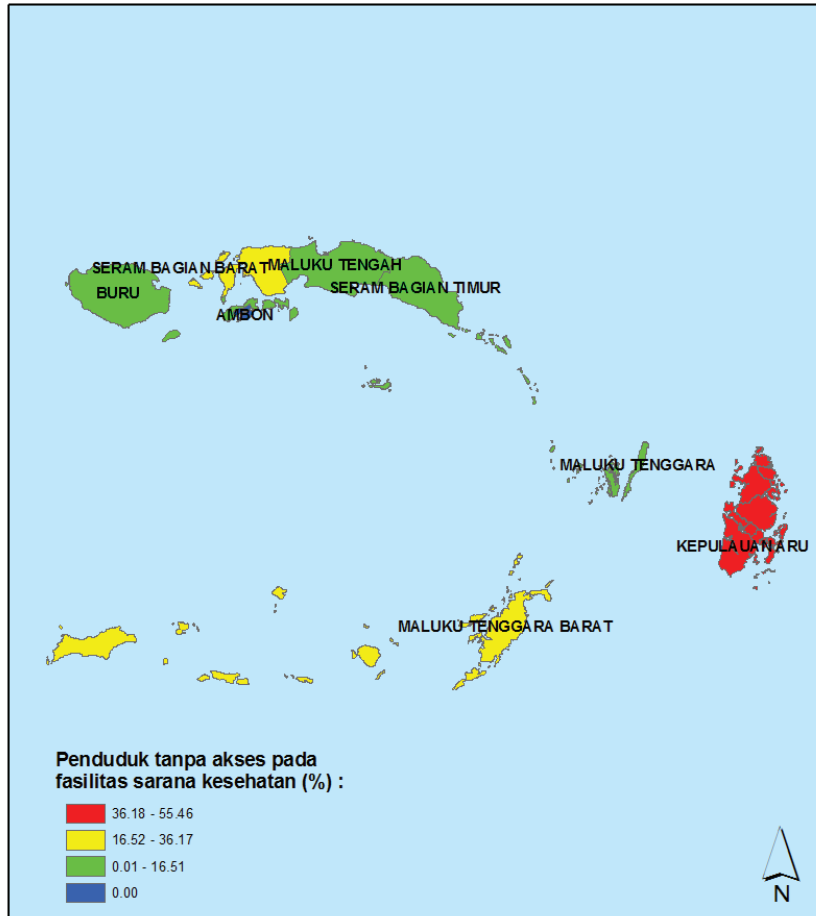 SERAM BAGIAN BARAT
MALUKU TENGAH
BURU
SERAM BAGIAN TIMUR
AMBON
MALUKU TENGGARA
KEPULAUAN ARU
MALUKU TENGGARA BARAT
Penduduk tanpa akses pada
fasilitas sarana kesehatan (%) :
36.18 - 55.46
16.52 - 36.17
0.01 - 16.51
0.00
N